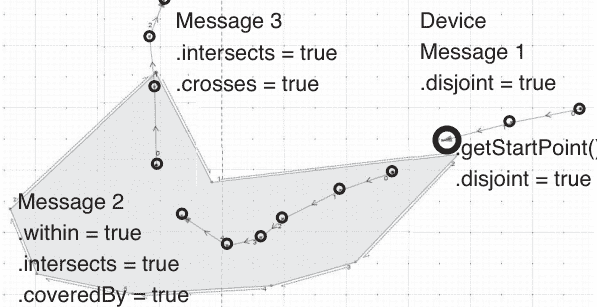 Message 3
.intersects = true
.crosses = true
Device
Message 1
.disjoint = true
.getStartPoint()
.disjoint = true
Message 2
.within = true
.intersects = true
.coveredBy = true